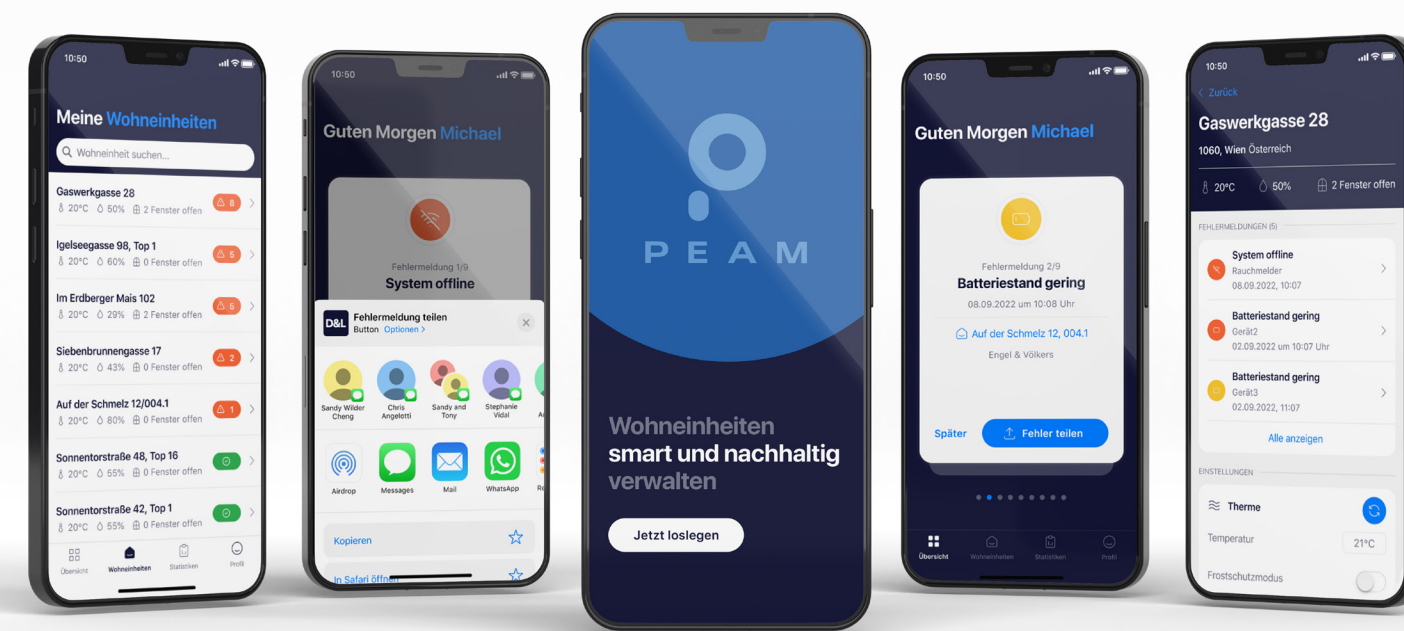 10:50
Meine Wohneinheiten
Wohneinheit suchen...
Gaswerkgasse 28
20°C 50% 2 Fenster offen
8
Igelseegasse 98, Top 1
20°C 60% 0 Fenster offen
5
Im Erdberger Mais 102
20°C 29% 2 Fenster offen
5
Siebenbrunnengasse 17
20°C 43% 0 Fenster offen
2
Auf der Schmelz 12/004.1
20°C 80% 0 Fenster offen
1
Sonnentorstraße 48, Top 16
20°C 55% 0 Fenster offen
Sonnentorstraße 42, Top 1
20°C 55% 0 Fenster offen
Übersicht Wohneinheiten Statistiken Profil
10:50
Guten Morgen Michael
Fehlermeldung 1/9
System offline
D&L
Fehlermeldung teilen
Button Optionen >
Sandy Wilder
Cheng
Chris
Angelotti
Sandy and
Tony
Stephanie
Vidal
Airdrop Messages Mail WhatsApp
Kopieren
In Safari öffnen
PEAM
Wohneinheiten
smart und nachhaltig
verwalten
Jetzt loslegen
10:50
Guten Morgen Michael
Fehlermeldung 2/9
Batteriestand gering
08.09.2022 um 10:08 Uhr
Auf der Schmelz 12, 004.1
Engel & Völkers
Später Fehler teilen
Übersicht Wohneinheiten Statistiken Profil
10:50
< Zurück
Gaswerkgasse 28
1060, Wien Österreich
20°C 50% 2 Fenster offen
FEHLERMELDUNGEN (5)
System offline
Rauchmelder
08.09.2022, 10:07
Batteriestand gering
Gerät2
02.09.2022 um 10:07 Uhr
Batteriestand gering
Gerät3
02.09.2022, 11:07
Alle anzeigen
EINSTELLUNGEN
Therme
Temperatur 21°C
Frostschutzmodus